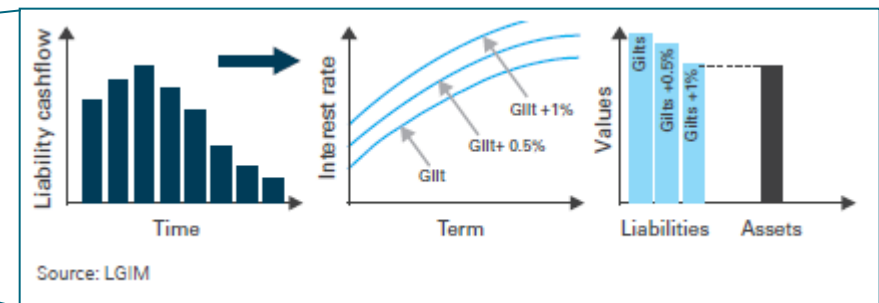 Liability cashflow
Time
Interest rate
GIlt +1%
GIlt+ 0.5%
GIlt
Term
Values
Gilts
Gilts +0.5%
Gilts +1%
Liabilities
Assets
Source: LGIM